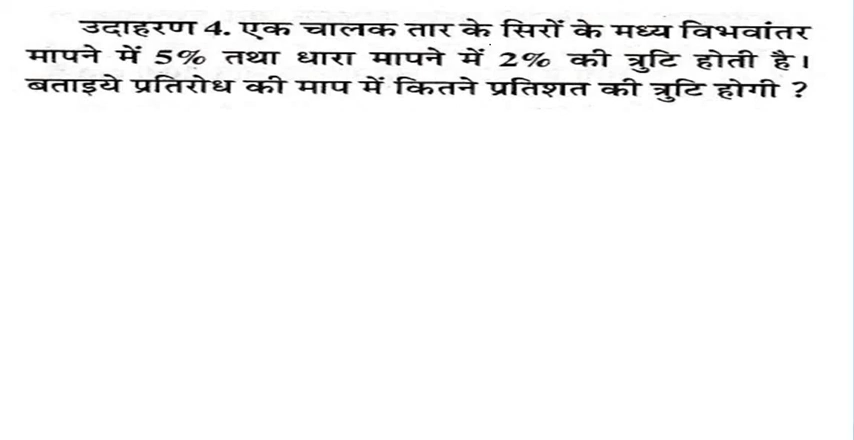 उदाहरण 4. एक चालक तार के सिरों के मध्य विभवांतर
मापने में 5% तथा धारा मापने में 2% की त्रुटि होती है।
बताइये प्रतिरोध की माप में कितने प्रतिशत की त्रुटि होगी ?